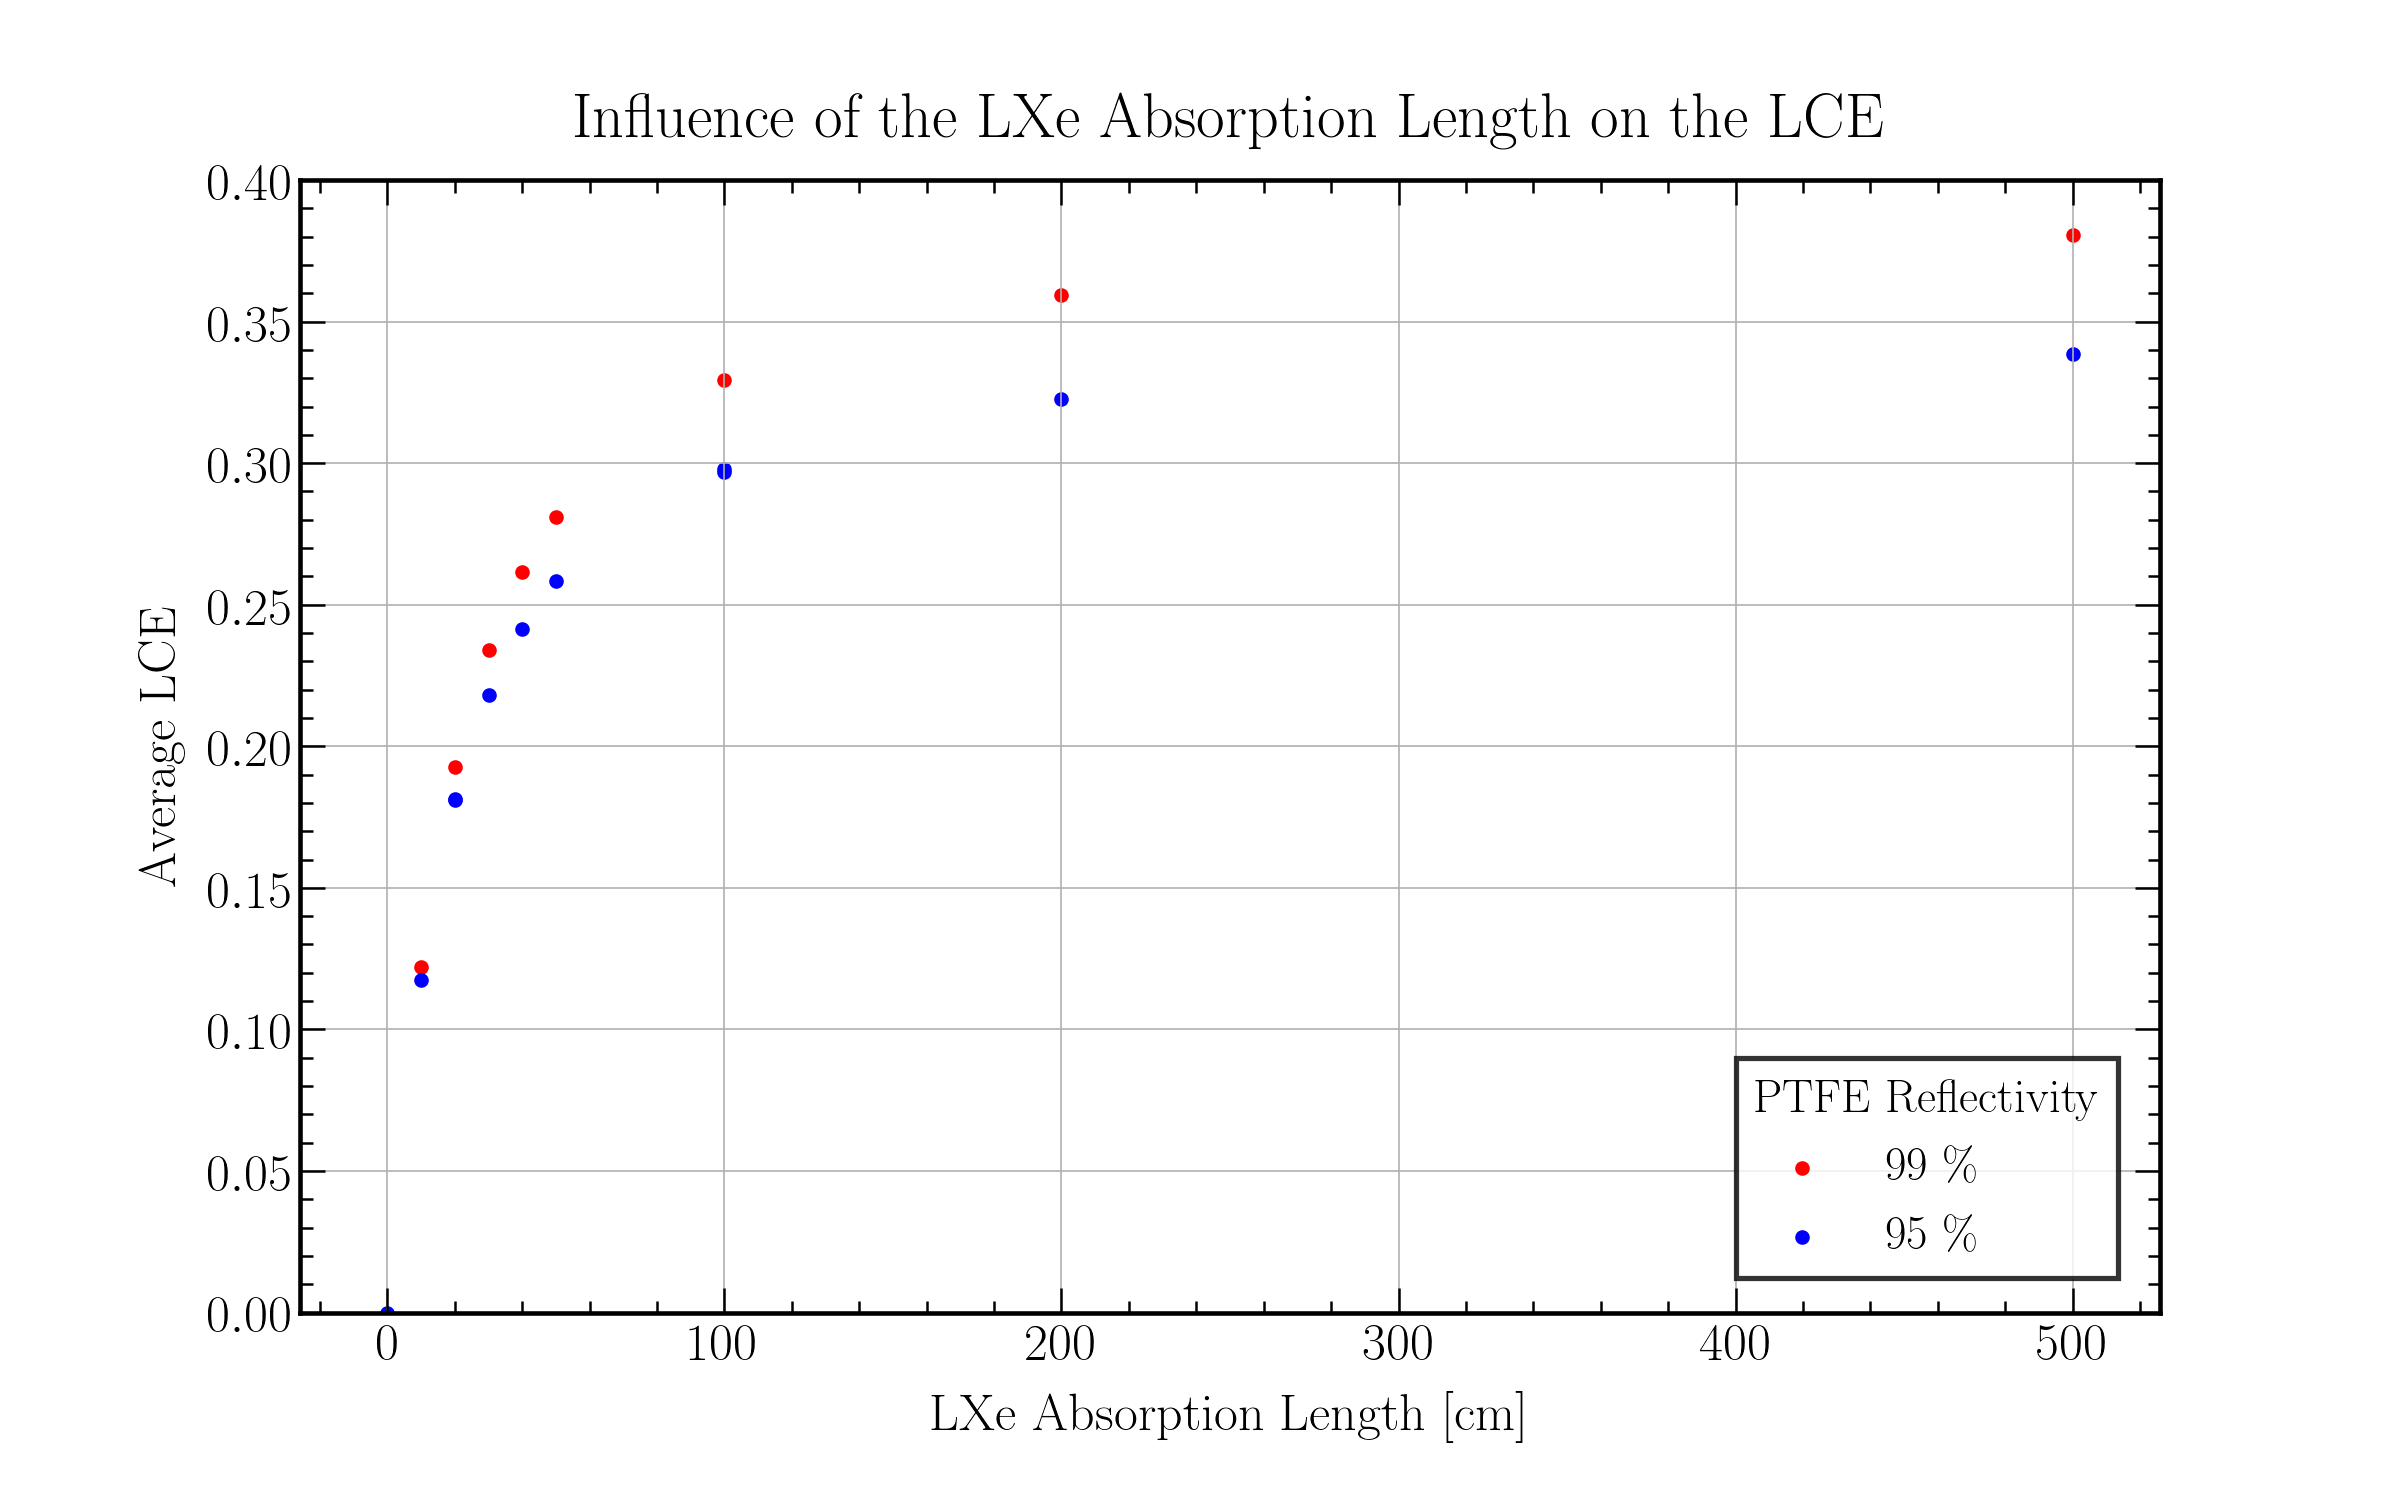 Influence of the LXe Absorption Length on the LCE
0.40
0.35
0.30
0.25
0.20
0.15
0.10
0.05
0.00
Average LCE
0 100 200 300 400 500
LXe Absorption Length [cm]
PTFE Reflectivity
99 %
95 %